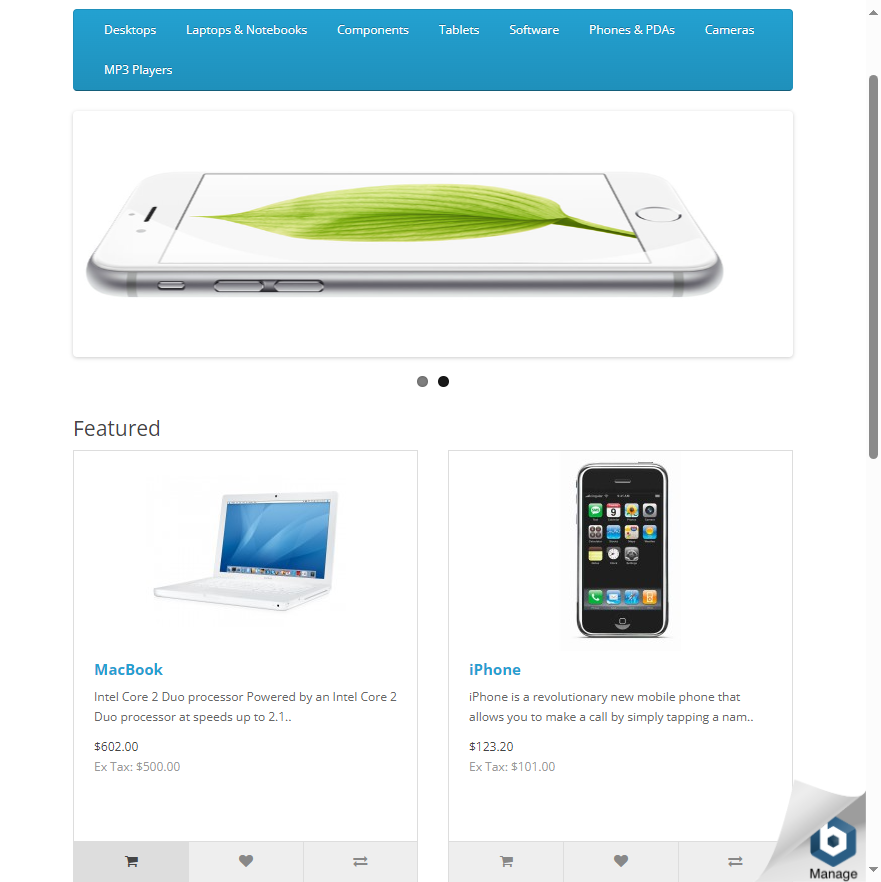 Desktops Laptops & Notebooks Components Tablets Software Phones & PDAs Cameras
MP3 Players
Featured
MacBook
Intel Core 2 Duo processor Powered by an Intel Core 2
Duo processor at speeds up to 2.1..
$602.00
Ex Tax: $500.00
iPhone
iPhone is a revolutionary new mobile phone that
allows you to make a call by simply tapping a nam..
$123.20
Ex Tax: $101.00
Manage